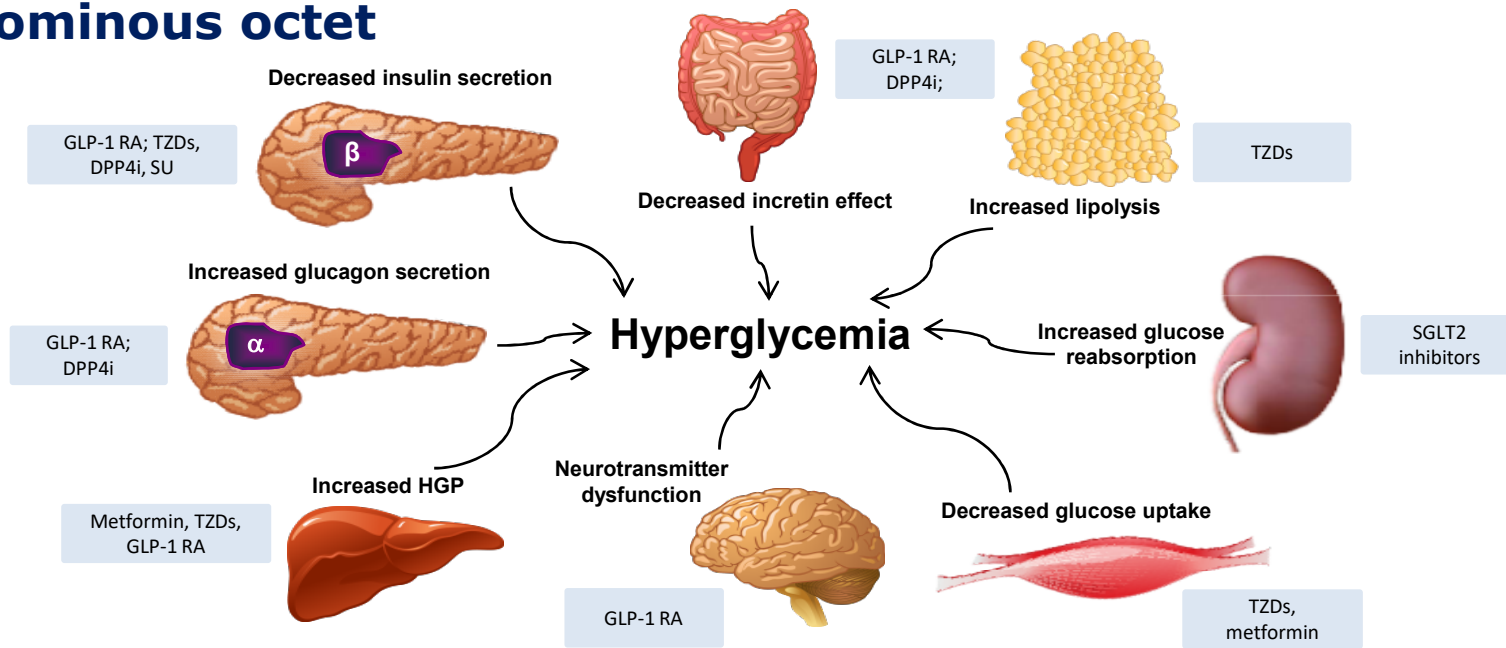 ominous octet
Decreased insulin secretion
GLP-1 RA; TZDs,
DPP4i, SU
β
GLP-1 RA;
DPP4i;
Decreased incretin effect
TZDs
Increased lipolysis
Increased glucagon secretion
GLP-1 RA;
DPP4i
α
Hyperglycemia
Increased glucose
reabsorption
SGLT2
inhibitors
Increased HGP
Metformin, TZDs,
GLP-1 RA
Neurotransmitter
dysfunction
GLP-1 RA
Decreased glucose uptake
TZDs,
metformin